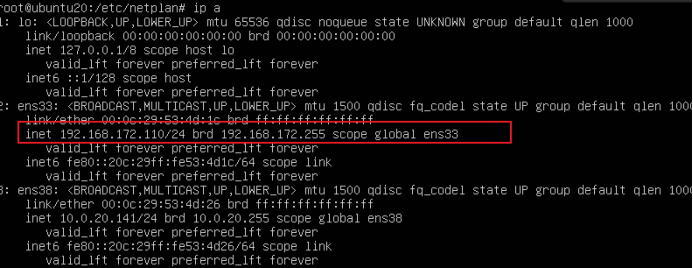 root@ubuntu20:/etc/netplan# ip a
1: lo: <LOOPBACK,UP,LOWER_UP> mtu 65536 qdisc noqueue state UNKNOWN group default qlen 1000
link/loopback 00:00:00:00:00:00 brd 00:00:00:00:00:00
inet 127.0.0.1/8 scope host lo
valid_lft forever preferred_lft forever
inet6 ::1/128 scope host
valid_lft forever preferred_lft forever
2: ens33: <BROADCAST,MULTICAST,UP,LOWER_UP> mtu 1500 qdisc fq_codel state UP group default qlen 1000
link/ether 00:0c:29:53:4d:1c brd ff:ff:ff:ff:ff:ff
inet 192.168.172.110/24 brd 192.168.172.255 scope global ens33
valid_lft forever preferred_lft forever
inet6 fe80::20c:29ff:fe53:4d1c/64 scope link
valid_lft forever preferred_lft forever
3: ens38: <BROADCAST,MULTICAST,UP,LOWER_UP> mtu 1500 qdisc fq_codel state UP group default qlen 1000
link/ether 00:0c:29:53:4d:26 brd ff:ff:ff:ff:ff:ff
inet 10.0.20.141/24 brd 10.0.20.255 scope global ens38
valid_lft forever preferred_lft forever
inet6 fe80::20c:29ff:fe53:4d26/64 scope link
valid_lft forever preferred_lft forever